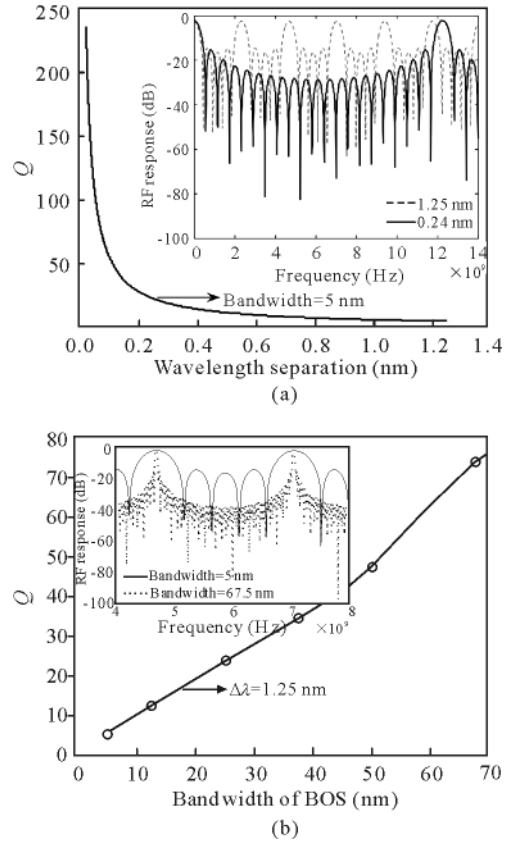 (a)
250
200
150
100
50
0
Q
0.0 0.2 0.4 0.6 0.8 1.0 1.2 1.4
Wavelength separation (nm)
Bandwidth=5 nm
0
-20
-40
-60
-80
-100
RF response (dB)
1.25 nm
0.24 nm
0 2 4 6 8 10 12 14
Frequency (Hz)
×10⁹
(a)
80
70
60
50
40
30
20
10
0
Q
0
-20
-40
-60
-80
-100
RF response (dB)
Bandwidth=5 nm
Bandwidth=67.5 nm
4 5 6 7 8
Frequency (Hz)
×10⁹
Δλ=1.25 nm
0 10 20 30 40 50 60 70
Bandwidth of BOS (nm)
(b)